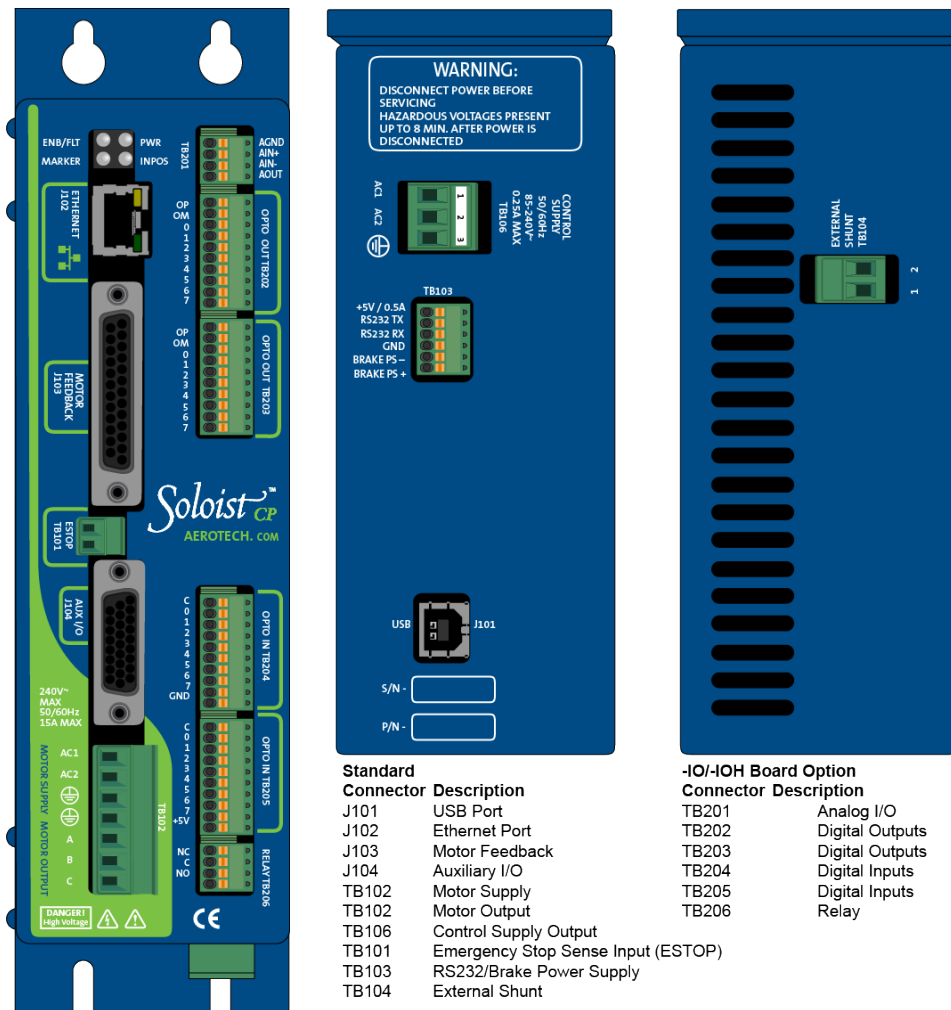 ENB/FLT
PWR
MARKER
INPOS
ETHERNET
J102
MOTOR
FEEDBACK
J103
ESTOP
TB101
AUX I/O
J104
240V~
MAX
50/60Hz
15A MAX
MOTOR SUPPLY
MOTOR OUTPUT
AC1
AC2
A
B
C
TB102
DANGER!
High Voltage
TB201
AGND
AIN+
AIN-
AOUT
OP
OM
0
1
2
3
4
5
6
7
OPTO OUT TB202
OP
OM
0
1
2
3
4
5
6
7
OPTO OUT TB203
Soloist™
CP
AEROTECH. COM
C
0
1
2
3
4
5
6
7
GND
OPTO IN TB204
C
0
1
2
3
4
5
6
7
+5V
OPTO IN TB205
NC
C
NO
RELAY TB206
CE
WARNING:
DISCONNECT POWER BEFORE
SERVICING
HAZARDOUS VOLTAGES PRESENT
UP TO 8 MIN. AFTER POWER IS
DISCONNECTED
AC1
AC2
1
2
3
CONTROL
SUPPLY
85-240V~
50/60Hz
0.25A MAX
TB106
TB103
+5V / 0.5A
RS232 TX
RS232 RX
GND
BRAKE PS –
BRAKE PS +
USB
J101
S/N -
P/N -
EXTERNAL
SHUNT
TB104
2
1
Standard
Connector Description
J101 USB Port
J102 Ethernet Port
J103 Motor Feedback
J104 Auxiliary I/O
TB102 Motor Supply
TB102 Motor Output
TB106 Control Supply Output
TB101 Emergency Stop Sense Input (ESTOP)
TB103 RS232/Brake Power Supply
TB104 External Shunt
-IO/-IOH Board Option
Connector Description
TB201 Analog I/O
TB202 Digital Outputs
TB203 Digital Outputs
TB204 Digital Inputs
TB205 Digital Inputs
TB206 Relay